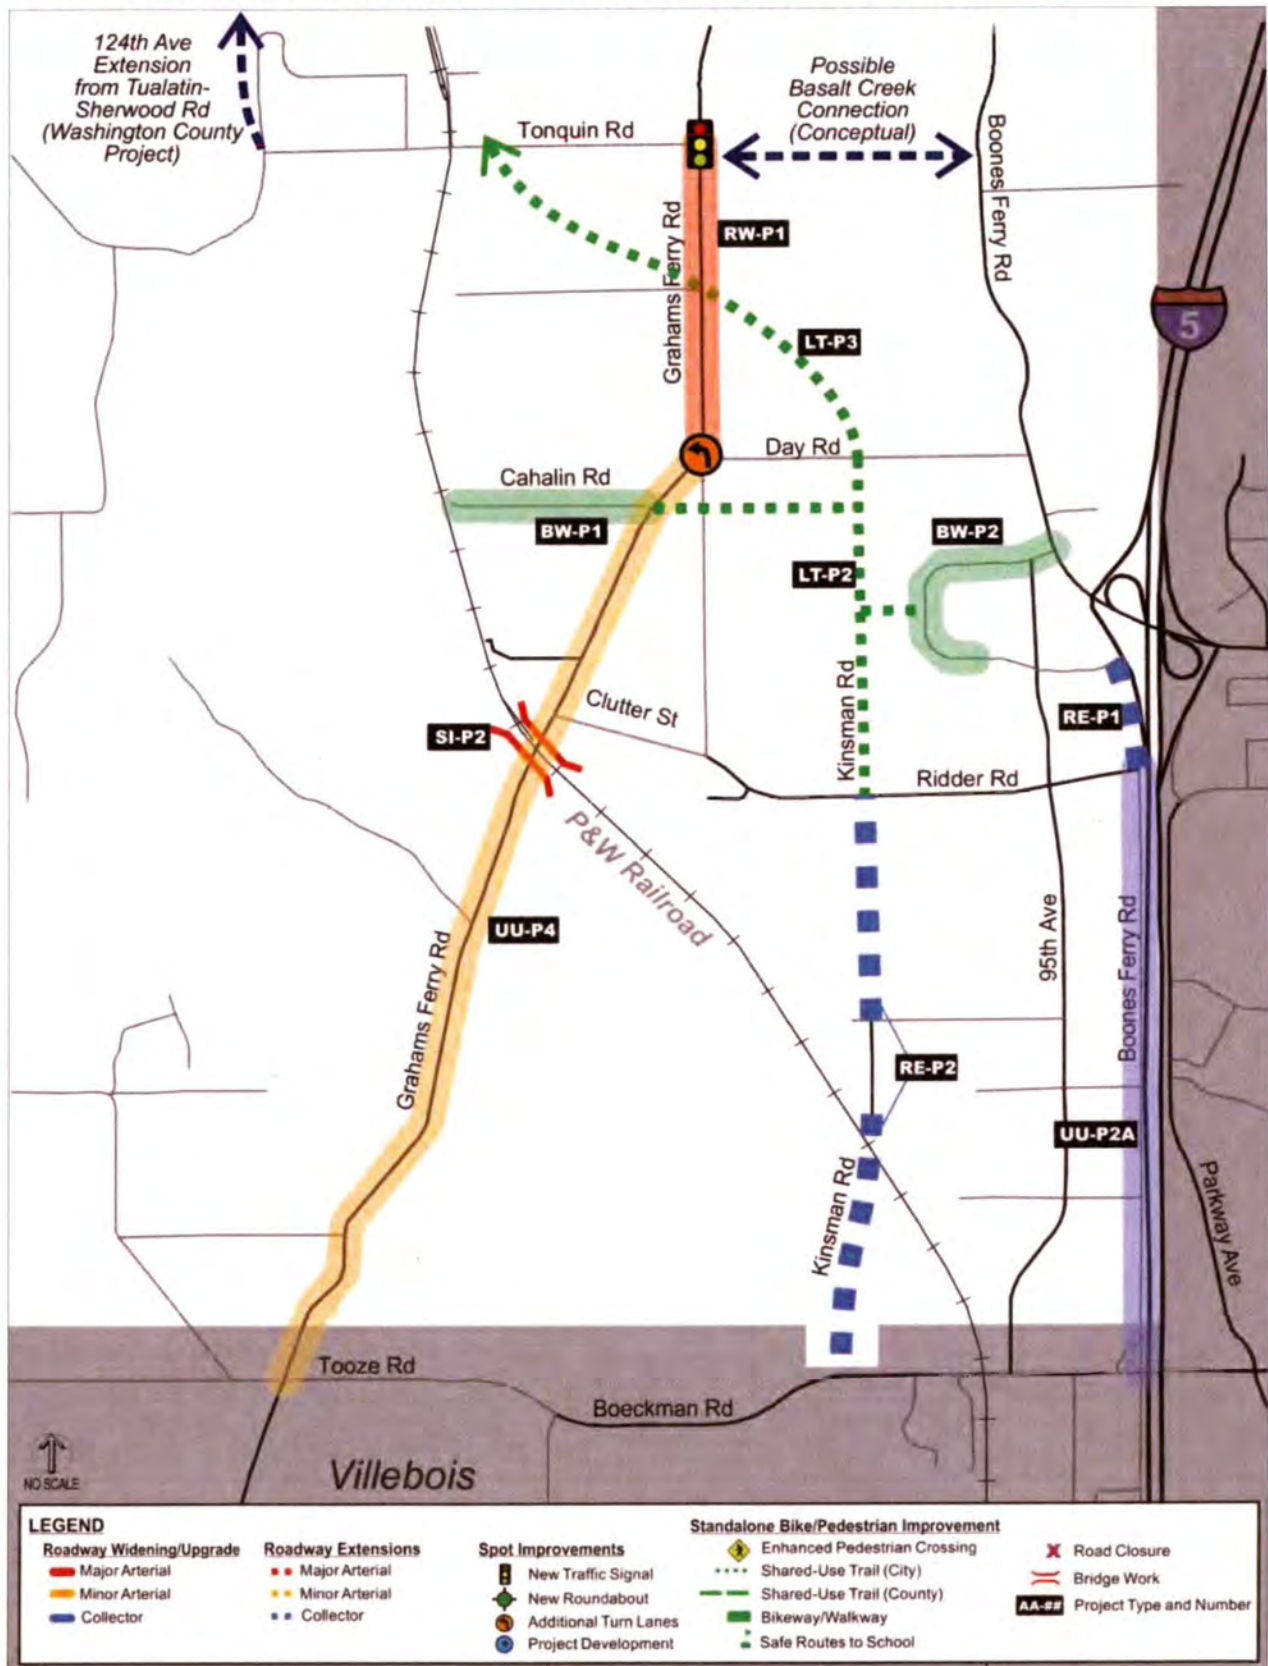 124th Ave
Extension
from Tualatin-
Sherwood Rd
(Washington County
Project)
Possible
Basalt Creek
Connection
(Conceptual)
Tonquin Rd
Boones Ferry Rd
Grahams Ferry Rd
RW-P1
5
LT-P3
Day Rd
Cahalin Rd
BW-P1
BW-P2
LT-P2
Kinsman Rd
Clutter St
SI-P2
RE-P1
Ridder Rd
P&W Railroad
UU-P4
95th Ave
Boones Ferry Rd
Grahams Ferry Rd
RE-P2
UU-P2A
Kinsman Rd
Parkway Ave
Tooze Rd
Boeckman Rd
NO SCALE
Villebois
LEGEND
Roadway Widening/Upgrade
Major Arterial
Minor Arterial
Collector
Roadway Extensions
Major Arterial
Minor Arterial
Collector
Spot Improvements
New Traffic Signal
New Roundabout
Additional Turn Lanes
Project Development
Standalone Bike/Pedestrian Improvement
Enhanced Pedestrian Crossing
Shared-Use Trail (City)
Shared-Use Trail (County)
Bikeway/Walkway
Safe Routes to School
Road Closure
Bridge Work
AA-## Project Type and Number